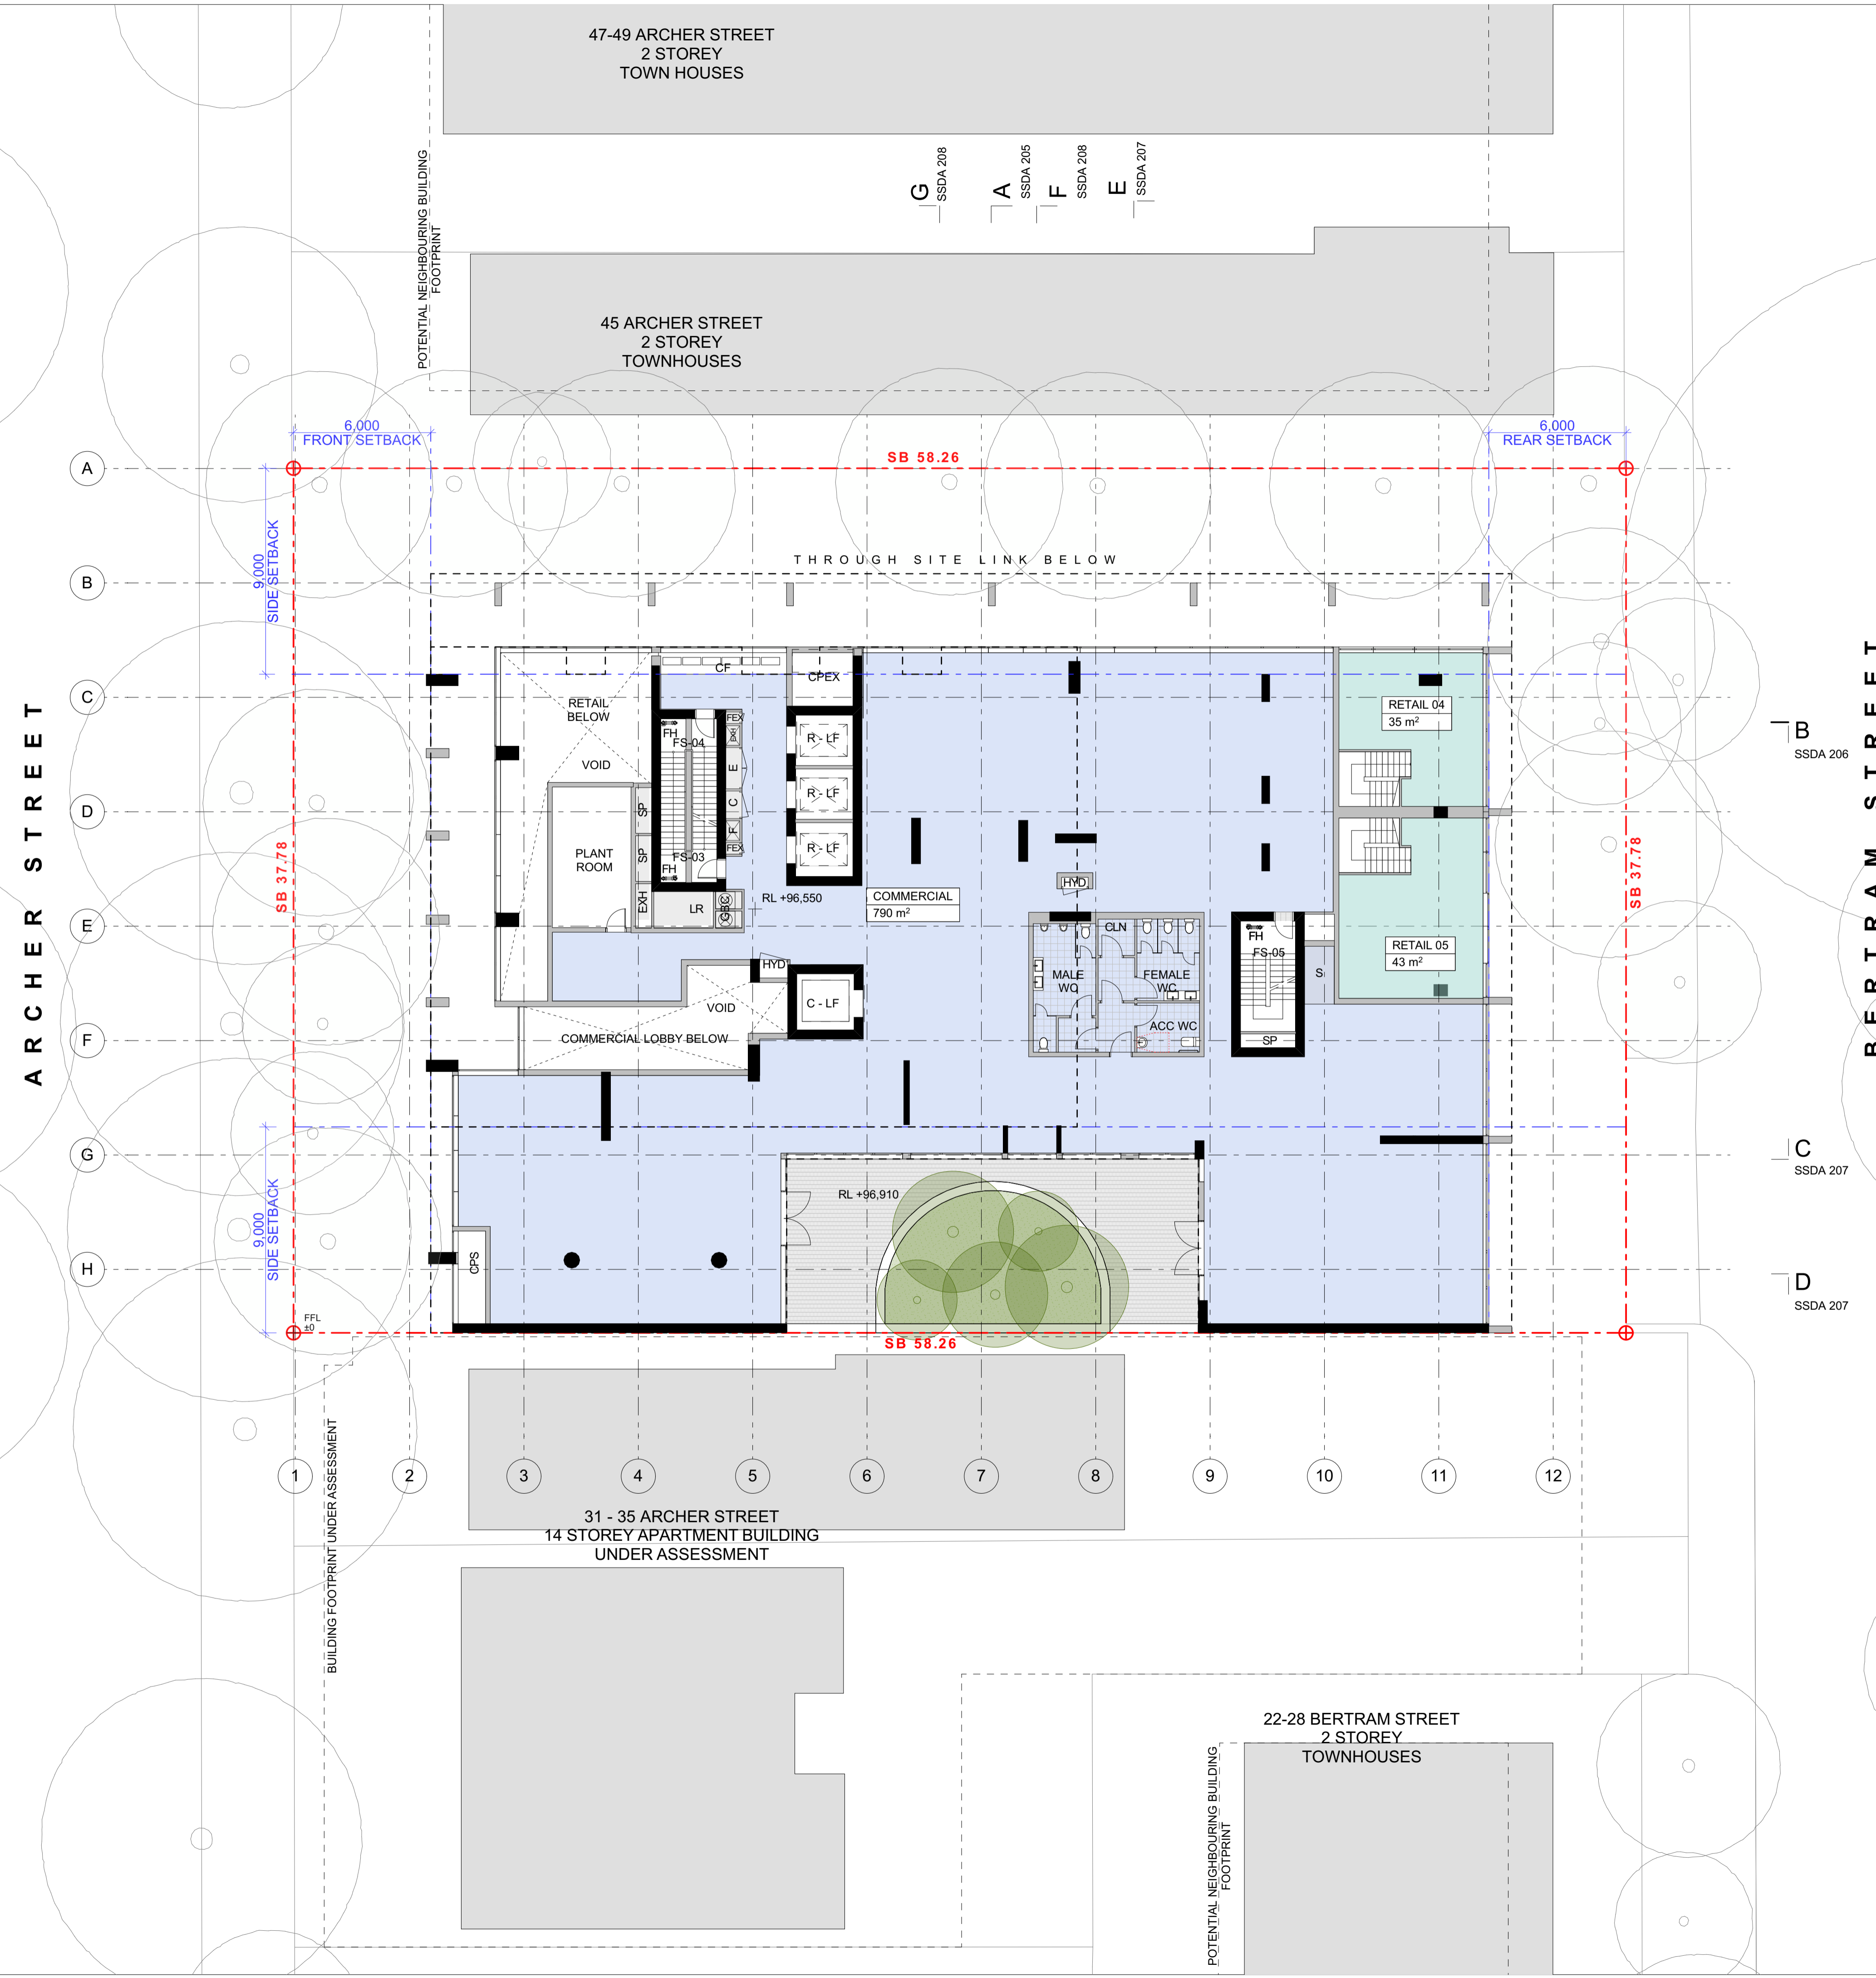 47-49 ARCHER STREET
2 STOREY
TOWN HOUSES
POTENTIAL NEIGHBOURING BUILDING
FOOTPRINT
G
SSDA 208
A
SSDA 205
F
SSDA 208
E
SSDA 207
45 ARCHER STREET
2 STOREY
TOWNHOUSES
6,000
FRONT SETBACK
6,000
REAR SETBACK
SB 58.26
A
B
C
D
E
F
G
H
9,000
SIDE SETBACK
THROUGH SITE LINK BELOW
ARCHER STREET
BERTRAM STREET
SB 37.78
SB 37.78
CF
CPEX
RETAIL
BELOW
VOID
FH
FS-04
FEX
EXH
E
C
F
FEX
R - LF
R - LF
R - LF
SP
SP
FS-03
FH
PLANT
ROOM
EXH
LR
GBC
RL +96,550
COMMERCIAL
790 m²
HYD
RETAIL 04
35 m²
RETAIL 05
43 m²
B
SSDA 206
HYD
VOID
C - LF
COMMERCIAL LOBBY BELOW
MALE
WC
CLN
FEMALE
WC
ACC WC
FH
FS-05
S
SP
9,000
SIDE SETBACK
RL +96,910
CPS
C
SSDA 207
D
SSDA 207
FFL
±0
SB 58.26
1
2
3
4
5
6
7
8
9
10
11
12
BUILDING FOOTPRINT UNDER ASSESSMENT
31 - 35 ARCHER STREET
14 STOREY APARTMENT BUILDING
UNDER ASSESSMENT
22-28 BERTRAM STREET
2 STOREY
TOWNHOUSES
POTENTIAL NEIGHBOURING BUILDING
FOOTPRINT